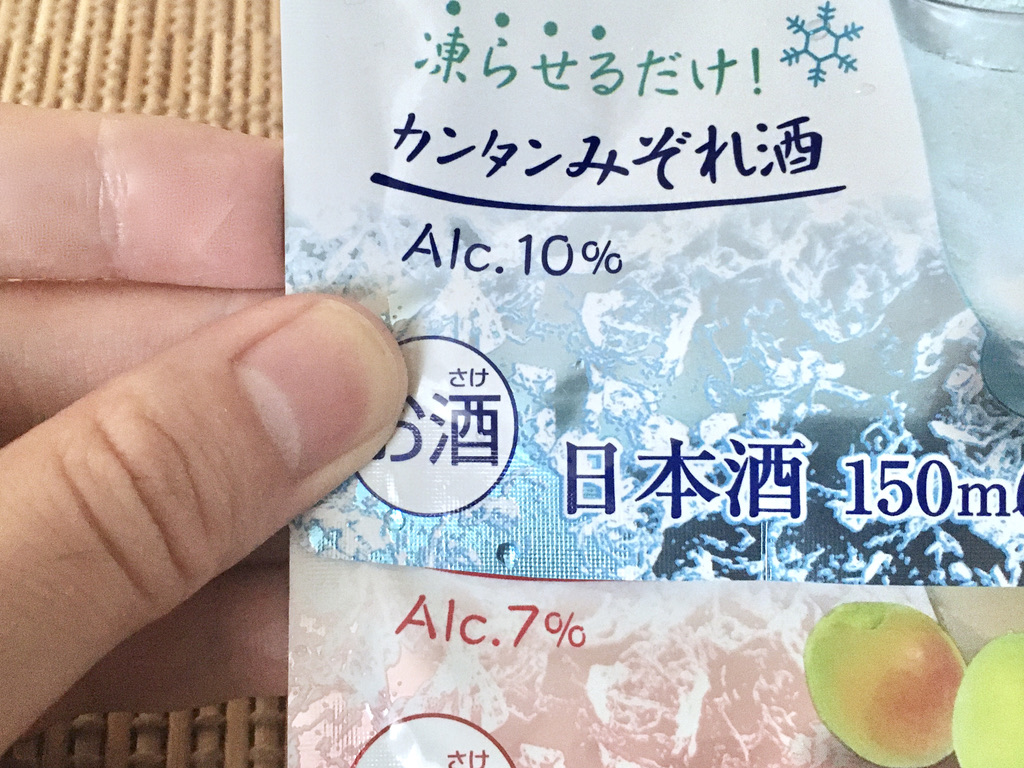 凍らせるだけ!
カンタンみぞれ酒
Alc.10%
さけ
お酒
日本酒 150m
Alc.7%
さけ